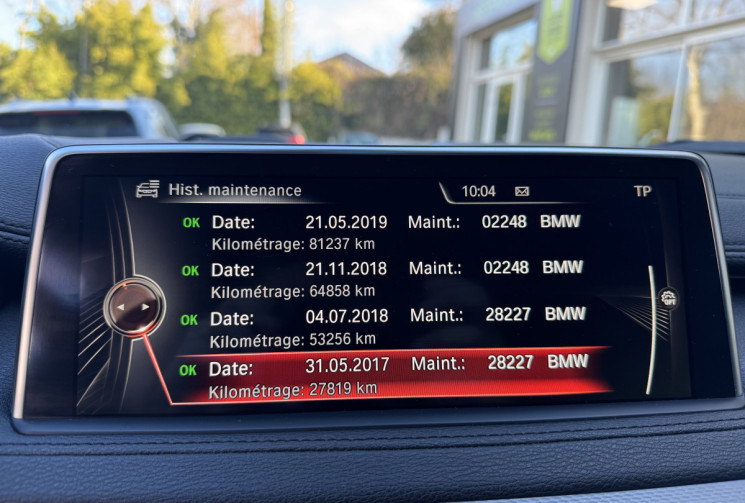 Hist. maintenance 10:04 TP
OK Date: 21.05.2019 Maint.: 02248 BMW
Kilométrage: 81237 km
OK Date: 21.11.2018 Maint.: 02248 BMW
Kilométrage: 64858 km
OK Date: 04.07.2018 Maint.: 28227 BMW
Kilométrage: 53256 km
OK Date: 31.05.2017 Maint.: 28227 BMW
Kilométrage: 27819 km